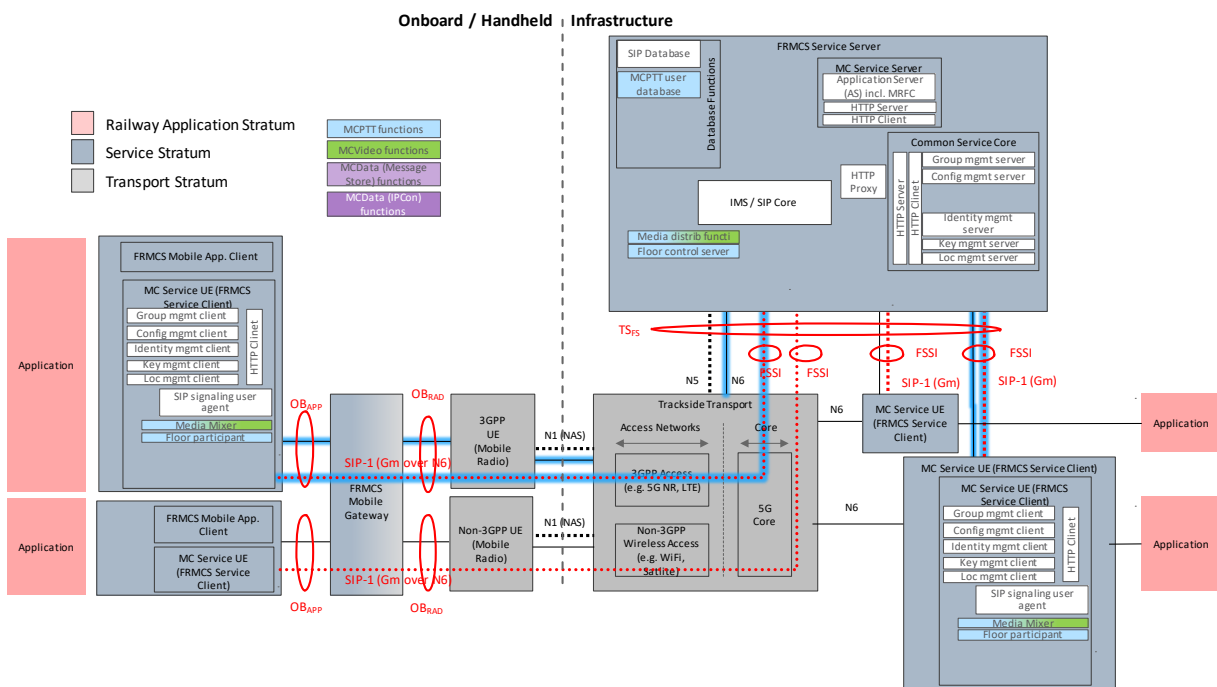 Onboard / Handheld
Infrastructure
Railway Application Stratum
Service Stratum
Transport Stratum
MCPTT functions
MCVideo functions
MCData (Message
Store) functions
MCData (IPCon)
functions
FRMCS Service Server
SIP Database
MCPTT user
database
Database Functions
MC Service Server
Application Server
(AS) incl. MRFC
HTTP Server
HTTP Client
Common Service Core
HTTP
Proxy
HTTP Server
HTTP Clinet
Group mgmt server
Config mgmt server
Identity mgmt
server
Key mgmt server
Loc mgmt server
IMS / SIP Core
Media distrib functi
Floor control server
Application
FRMCS Mobile App. Client
MC Service UE (FRMCS
Service Client)
Group mgmt client
Config mgmt client
Identity mgmt client
Key mgmt client
Loc mgmt client
HTTP Clinet
SIP signaling user
agent
Media Mixer
Floor participant
OBAPP
OBRAD
FRMCS
Mobile
Gateway
SIP-1 (Gm over N6)
3GPP
UE
(Mobile
Radio)
N1 (NAS)
TSFS
N5
N6
FSSI
FSSI
FSSI
SIP-1 (Gm)
FSSI
SIP-1 (Gm)
Trackside Transport
Access Networks
Core
3GPP Access
(e.g. 5G NR, LTE)
Non-3GPP
Wireless Access
(e.g. WiFi,
Satlite)
5G
Core
N6
MC Service UE
(FRMCS Service
Client)
Application
Application
FRMCS Mobile App.
Client
MC Service UE
(FRMCS Service
Client)
OBAPP
OBRAD
SIP-1 (Gm over N6)
Non-3GPP UE
(Mobile
Radio)
N1 (NAS)
N6
MC Service UE (FRMCS Service Client)
MC Service UE (FRMCS
Service Client)
Group mgmt client
Config mgmt client
Identity mgmt client
Key mgmt client
Loc mgmt client
HTTP Clinet
SIP signaling user
agent
Media Mixer
Floor participant
Application